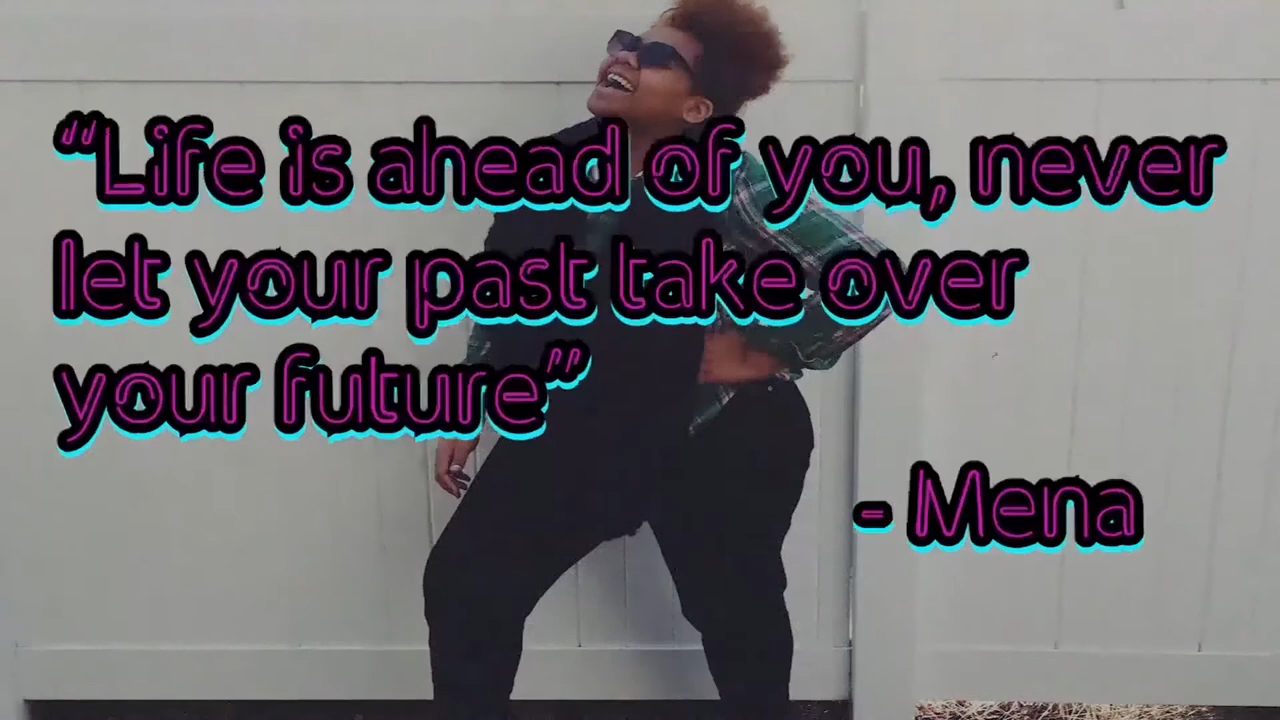 “Life is ahead of you, never
let your past take over
your future”
- Mena